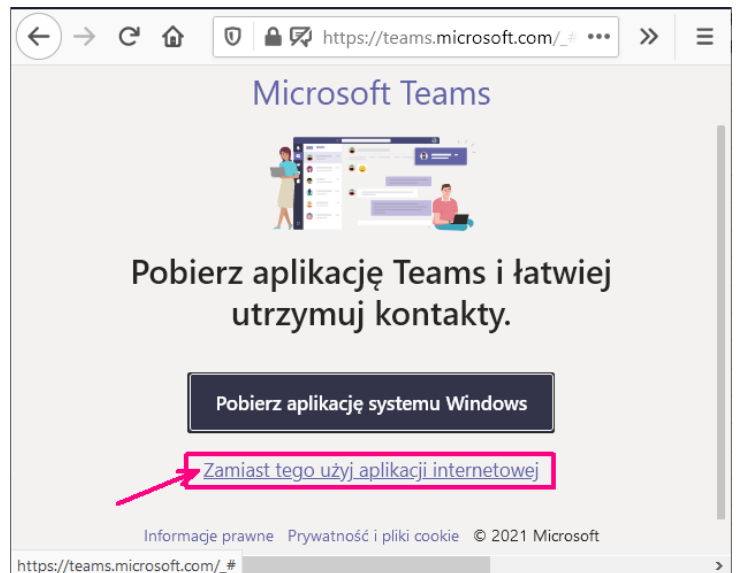 https://teams.microsoft.com/_#
Microsoft Teams
Pobierz aplikację Teams i łatwiej
utrzymuj kontakty.
Pobierz aplikację systemu Windows
Zamiast tego użyj aplikacji internetowej
Informacje prawne Prywatność i pliki cookie © 2021 Microsoft
https://teams.microsoft.com/_#